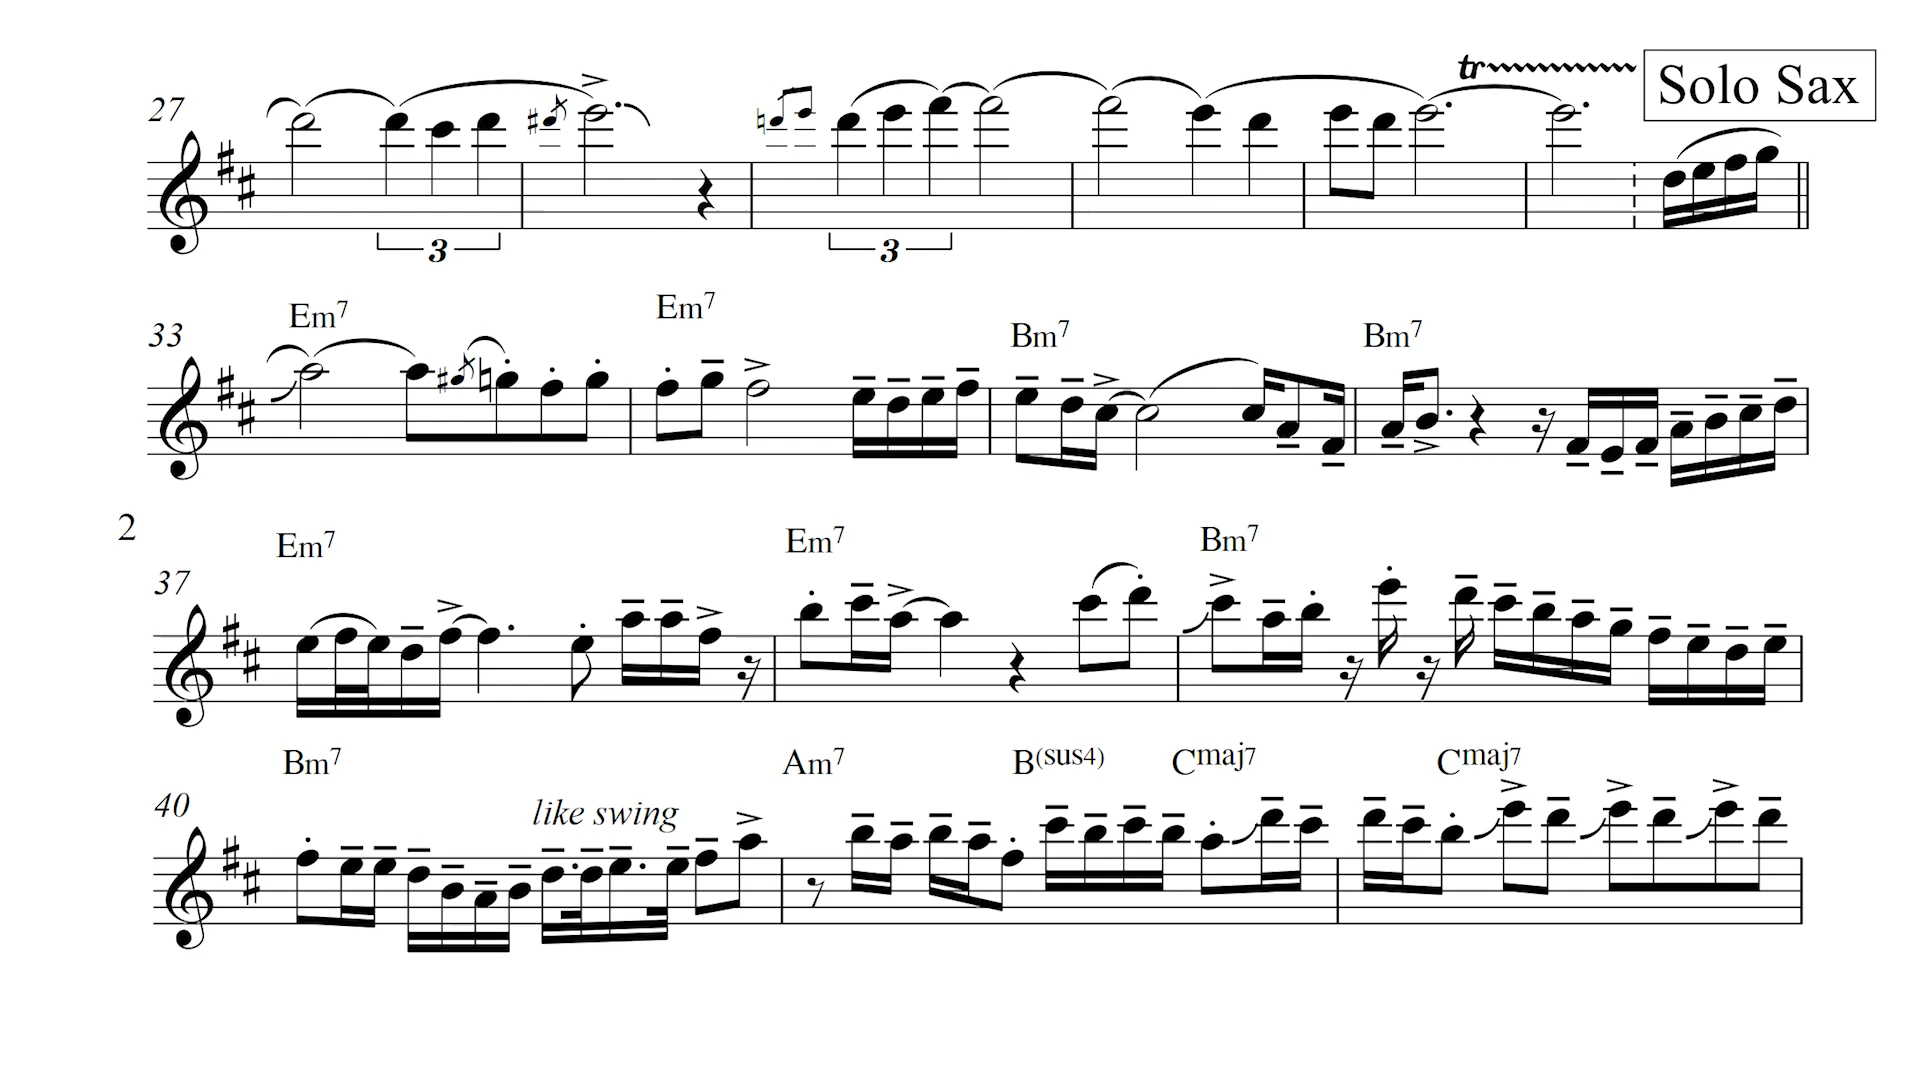 tr Solo Sax
27
3 3
Em7 Em7 Bm7 Bm7
33
2
Em7 Em7 Bm7
37
Bm7 Am7 B(sus4) Cmaj7 Cmaj7
40 like swing